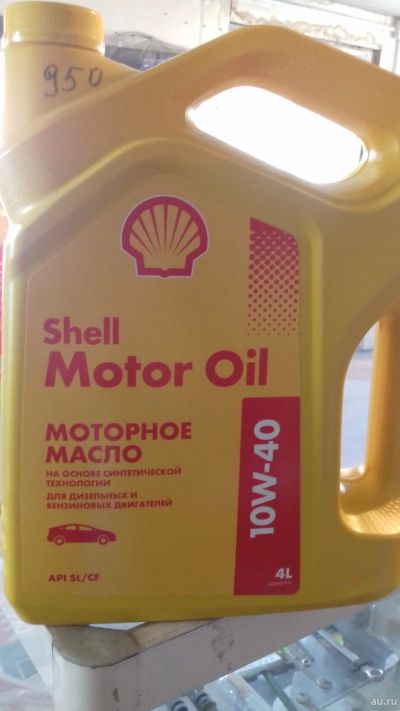 950
Shell
Motor Oil
МОТОРНОЕ
МАСЛО
НА ОСНОВЕ СИНТЕТИЧЕСКОЙ
ТЕХНОЛОГИИ
ДЛЯ ДИЗЕЛЬНЫХ И
БЕНЗИНОВЫХ ДВИГАТЕЛЕЙ
10W-40
API SL/CF
4L
au.ru